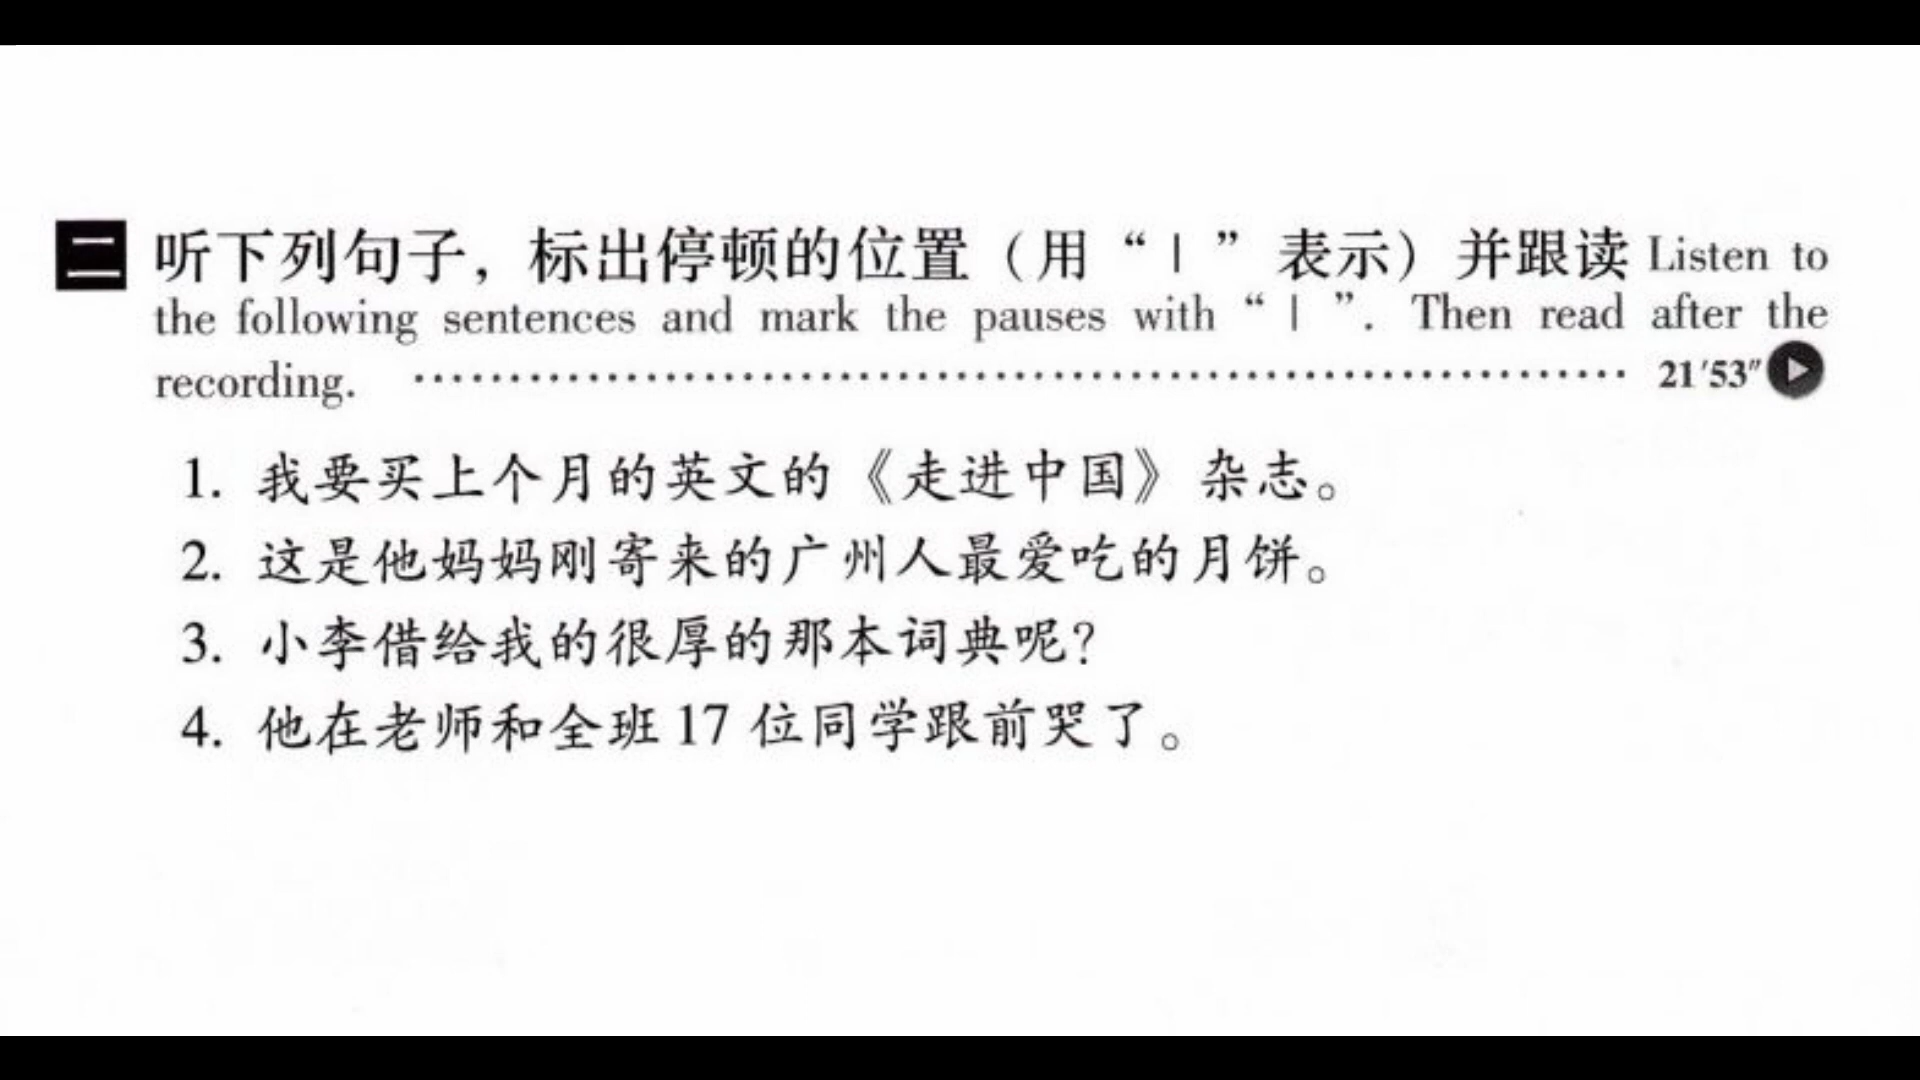 二 听下列句子，标出停顿的位置（用“｜”表示）并跟读 Listen to
the following sentences and mark the pauses with “｜”. Then read after the
recording. ………………………………………………………… 21′53″
1. 我要买上个月的英文的《走进中国》杂志。
2. 这是他妈妈刚寄来的广州人最爱吃的月饼。
3. 小李借给我的很厚的那本词典呢？
4. 他在老师和全班 17 位同学跟前哭了。